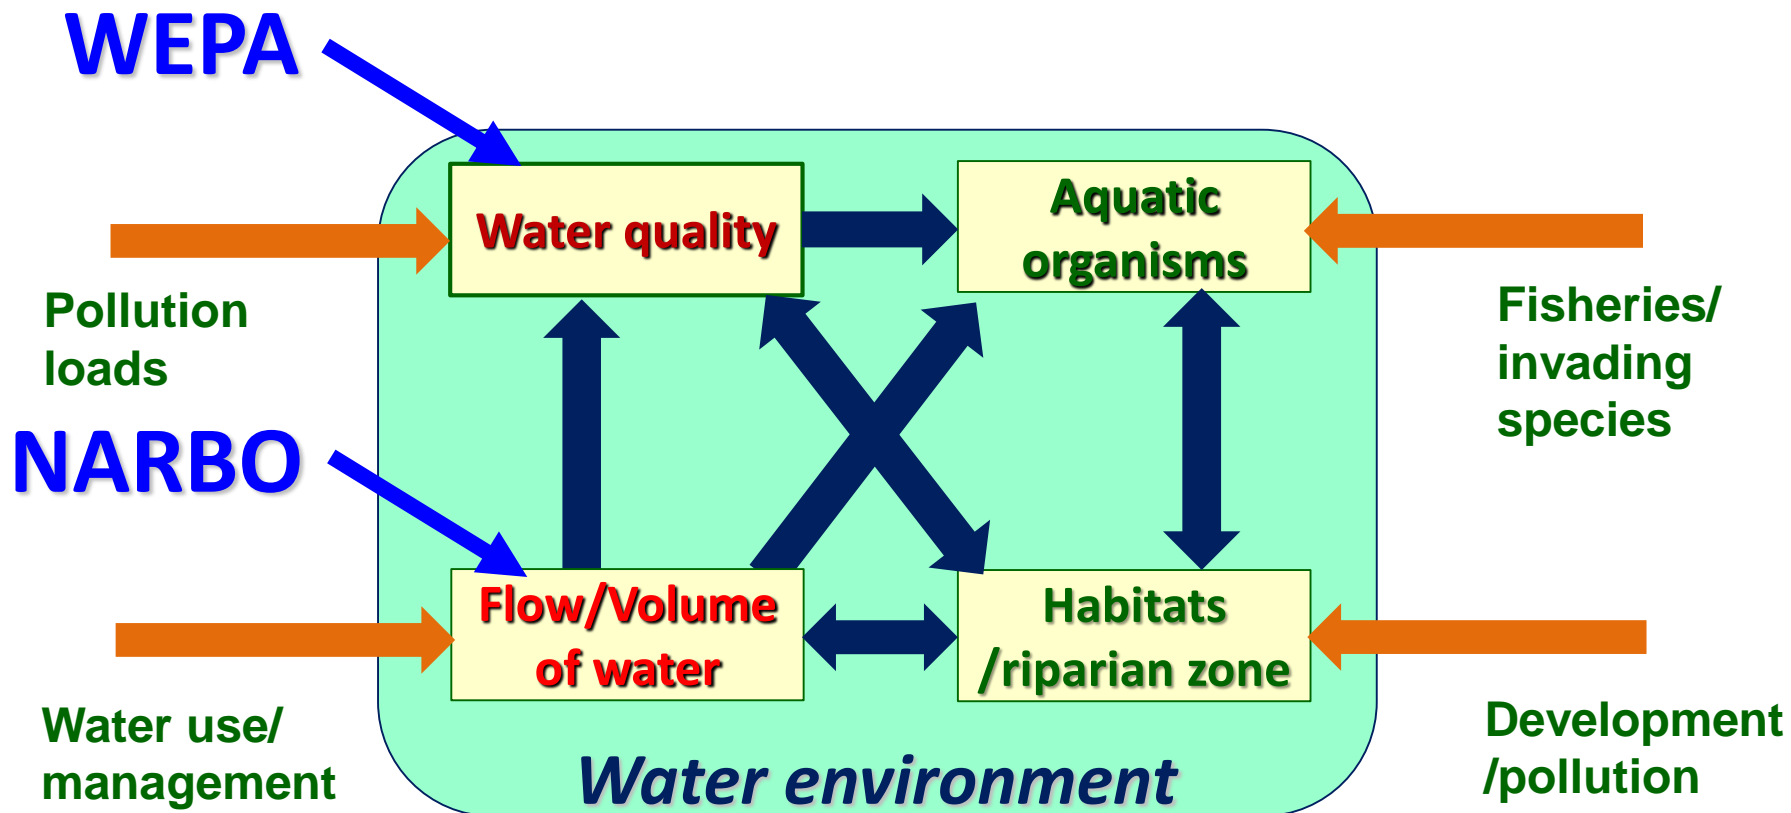 WEPA
Water quality
Aquatic
organisms
Pollution
loads
Fisheries/
invading
species
NARBO
Flow/Volume
of water
Habitats
/riparian zone
Water use/
management
Development
/pollution
Water environment